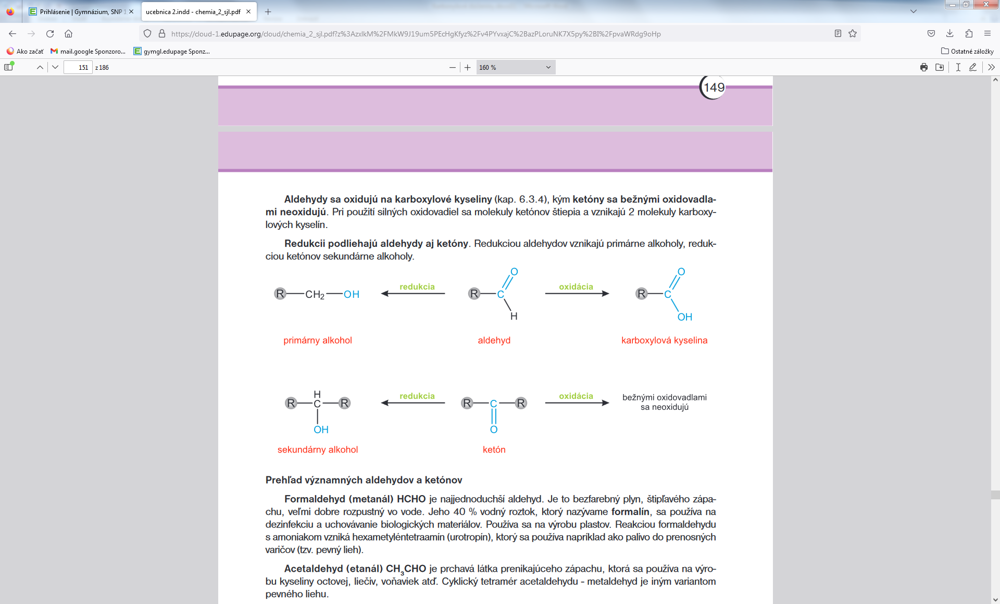 Prihlásenie | Gymnázium, SNP 1
ucebnica 2.indd - chemia_2_sjl.pdf
https://cloud-1.edupage.org/cloud/chemia_2_sjl.pdf?z%3AzxlkM%2FMkW9J19um5PEcHgKfyz%2Fv4PYvxajC%2BazPLoruNK7X5py%2BI%2FpvaWRdg9oHp
Ako začať
mail.google Sponzoro...
gymgl.edupage Sponz...
Ostatné záložky
151 z 186
160 %
149
Aldehydy sa oxidujú na karboxylové kyseliny (kap. 6.3.4), kým ketóny sa bežnými oxidovadla-
mi neoxidujú. Pri použití silných oxidovadiel sa molekuly ketónov štiepia a vznikajú 2 molekuly karboxy-
lových kyselín.
Redukcii podliehajú aldehydy aj ketóny. Redukciou aldehydov vznikajú primárne alkoholy, reduk-
ciou ketónov sekundárne alkoholy.
R—CH2—OH
redukcia
R—C
O
H
oxidácia
R—C
O
OH
primárny alkohol
aldehyd
karboxylová kyselina
H
R—C—R
OH
redukcia
R—C—R
O
oxidácia
bežnými oxidovadlami
sa neoxidujú
sekundárny alkohol
ketón
Prehľad významných aldehydov a ketónov
Formaldehyd (metanál) HCHO je najjednoduchší aldehyd. Je to bezfarebný plyn, štipľavého zápa-
chu, veľmi dobre rozpustný vo vode. Jeho 40 % vodný roztok, ktorý nazývame formalín, sa používa na
dezinfekciu a uchovávanie biologických materiálov. Používa sa na výrobu plastov. Reakciou formaldehydu
s amoniakom vzniká hexametyléntetraamín (urotropín), ktorý sa používa napríklad ako palivo do prenosných
varičov (tzv. pevný lieh).
Acetaldehyd (etanál) CH3CHO je prchavá látka prenikajúceho zápachu, ktorá sa používa na výro-
bu kyseliny octovej, liečiv, voňaviek atď. Cyklický tetramér acetaldehydu - metaldehyd je iným variantom
pevného liehu.